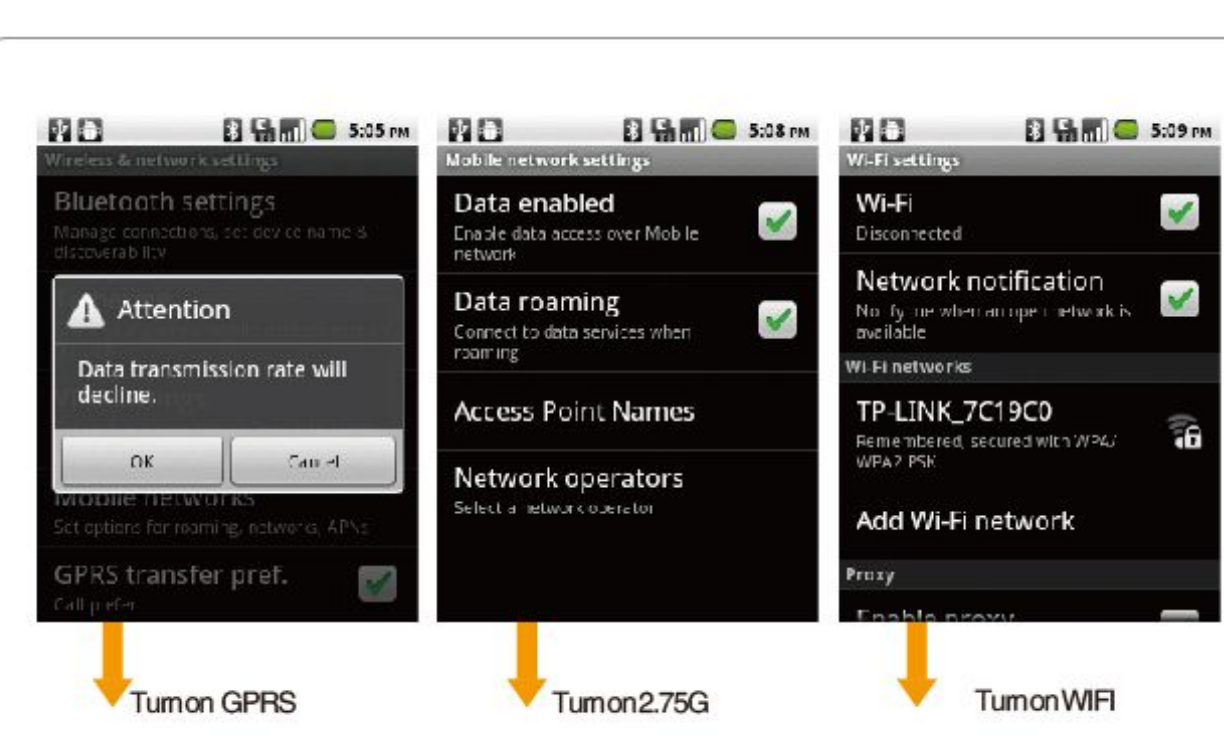 5:05 PM
Wireless & network settings
Bluetooth settings
Manage connections, set device name &
discoverability
Attention
Data transmission rate will
decline.
OK
Cancel
Mobile networks
Set options for roaming, networks, APNs
GPRS transfer pref.
Call prefer
Turnon GPRS
5:08 PM
Mobile network settings
Data enabled
Enable data access over Mobile
network
Data roaming
Connect to data services when
roaming
Access Point Names
Network operators
Select a network operator
Turnon2.75G
5:09 PM
Wi-Fi settings
Wi-Fi
Disconnected
Network notification
Notify me when an open network is
available
Wi-Fi networks
TP-LINK_7C19C0
Remembered, secured with WPA/
WPA2 PSK
Add Wi-Fi network
Proxy
Enable proxy
TurnonWIFI